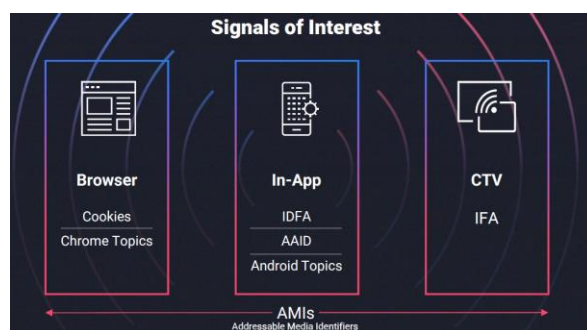 Signals of Interest
Browser
Cookies
Chrome Topics
In-App
IDFA
AAID
Android Topics
CTV
IFA
AMIs
Addressable Media Identifiers